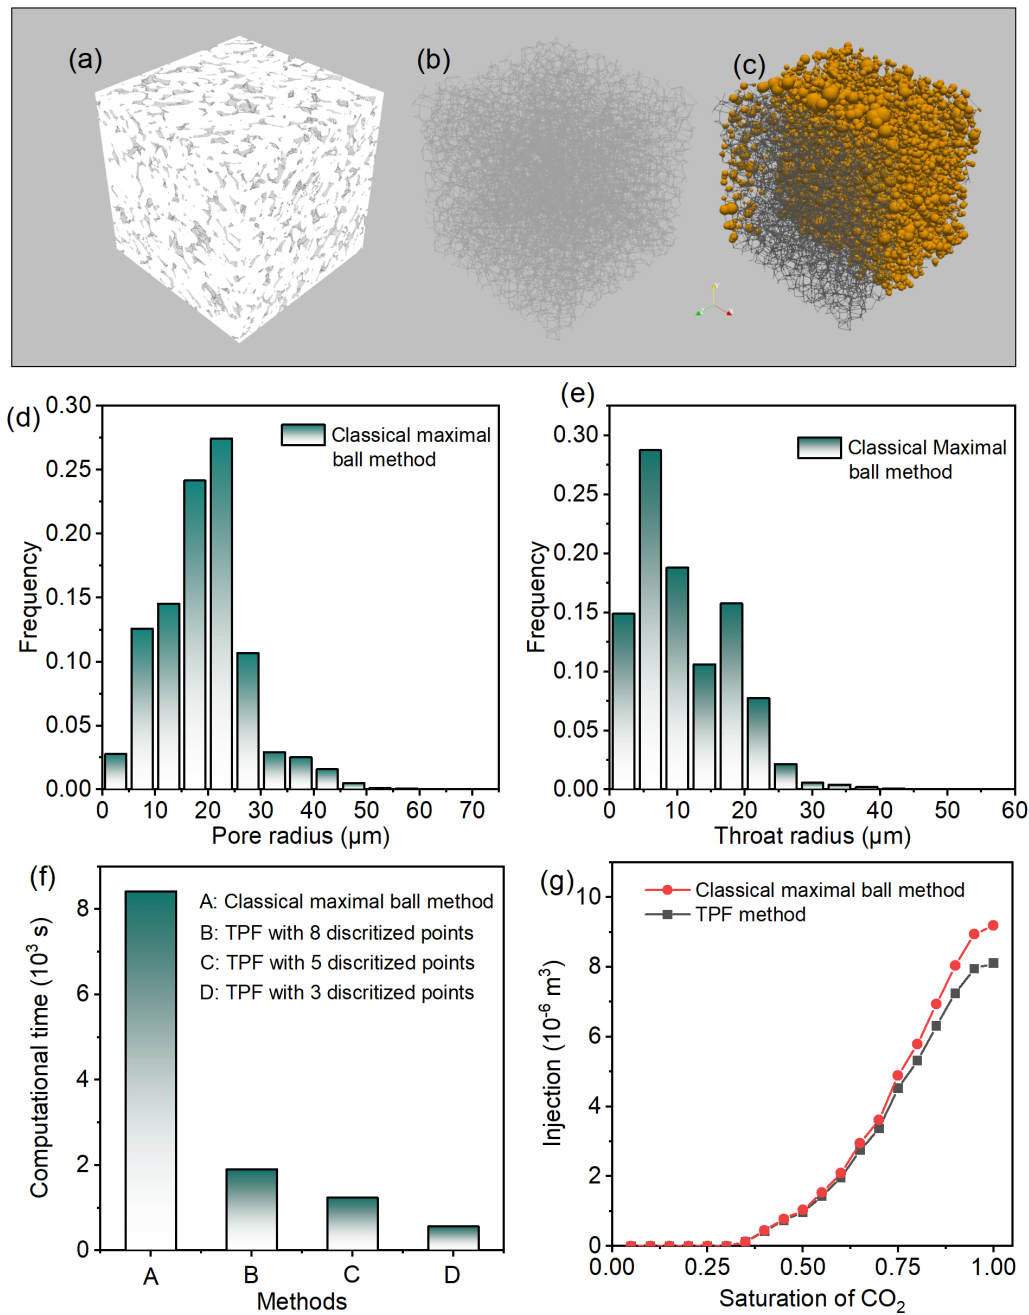 (a)
(b)
(c)
(d)
0.30
0.25
0.20
0.15
0.10
0.05
0.00
Frequency
Classical maximal
ball method
0 10 20 30 40 50 60 70
Pore radius (μm)
(e)
0.30
0.25
0.20
0.15
0.10
0.05
0.00
Frequency
Classical Maximal
ball method
0 10 20 30 40 50 60
Throat radius (μm)
(f)
8
6
4
2
0
Computational time (10³ s)
A: Classical maximal ball method
B: TPF with 8 discritized points
C: TPF with 5 discritized points
D: TPF with 3 discritized points
A B C D
Methods
(g)
10
8
6
4
2
0
Injection (10⁻⁶ m³)
Classical maximal ball method
TPF method
0.00 0.25 0.50 0.75 1.00
Saturation of CO₂